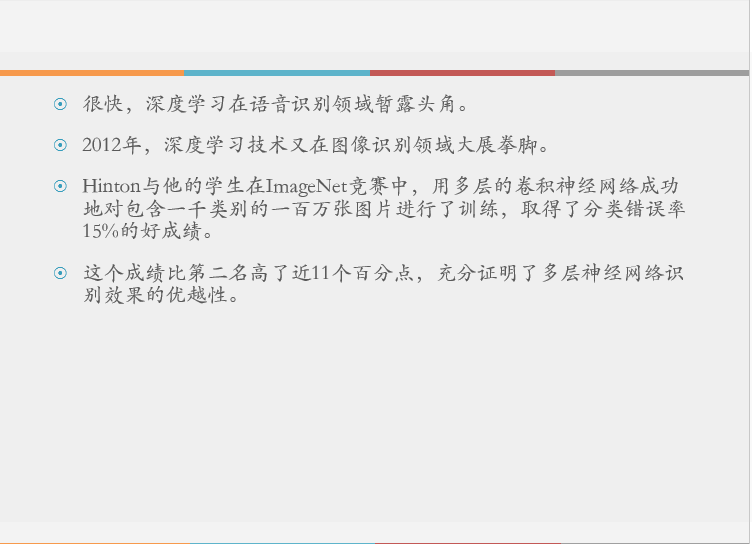 很快，深度学习在语音识别领域暂露头角。
2012年，深度学习技术又在图像识别领域大展拳脚。
Hinton与他的学生在ImageNet竞赛中，用多层的卷积神经网络成功
地对包含一千类别的一百万张图片进行了训练，取得了分类错误率
15%的好成绩。
这个成绩比第二名高了近11个百分点，充分证明了多层神经网络识
别效果的优越性。